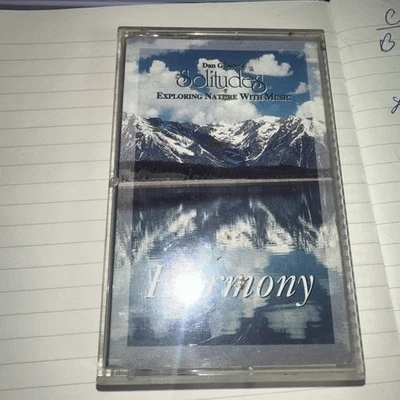 Dan Gibson's
Solitudes
Exploring Nature With Music
Harmony
C
B